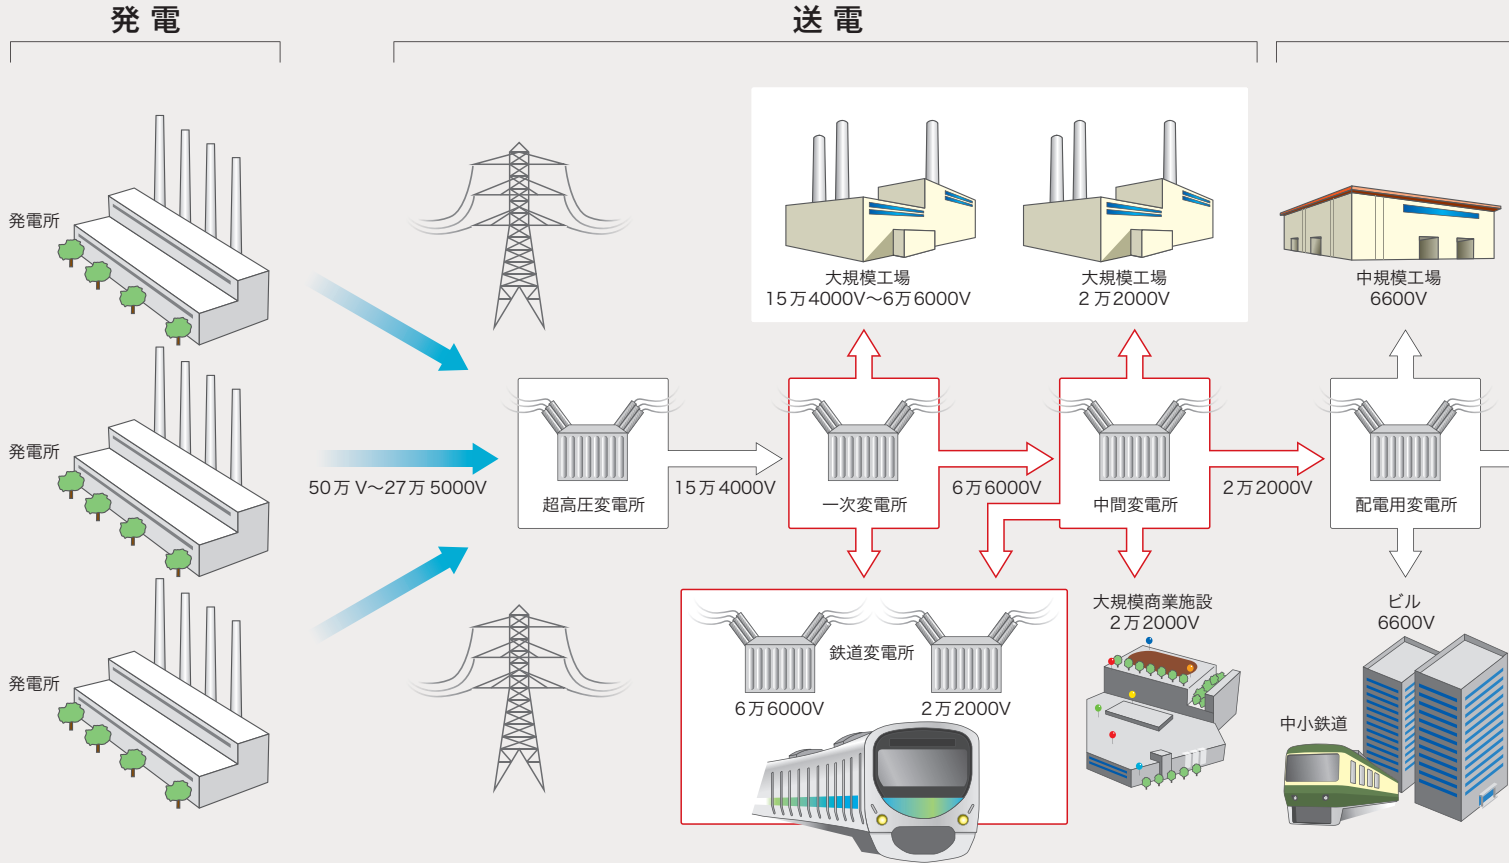 発電
送電
発電所
発電所
発電所
50万V〜27万5000V
超高圧変電所
15万4000V
大規模工場
15万4000V〜6万6000V
大規模工場
2万2000V
中規模工場
6600V
一次変電所
6万6000V
中間変電所
2万2000V
配電用変電所
鉄道変電所
6万6000V
2万2000V
大規模商業施設
2万2000V
ビル
6600V
中小鉄道